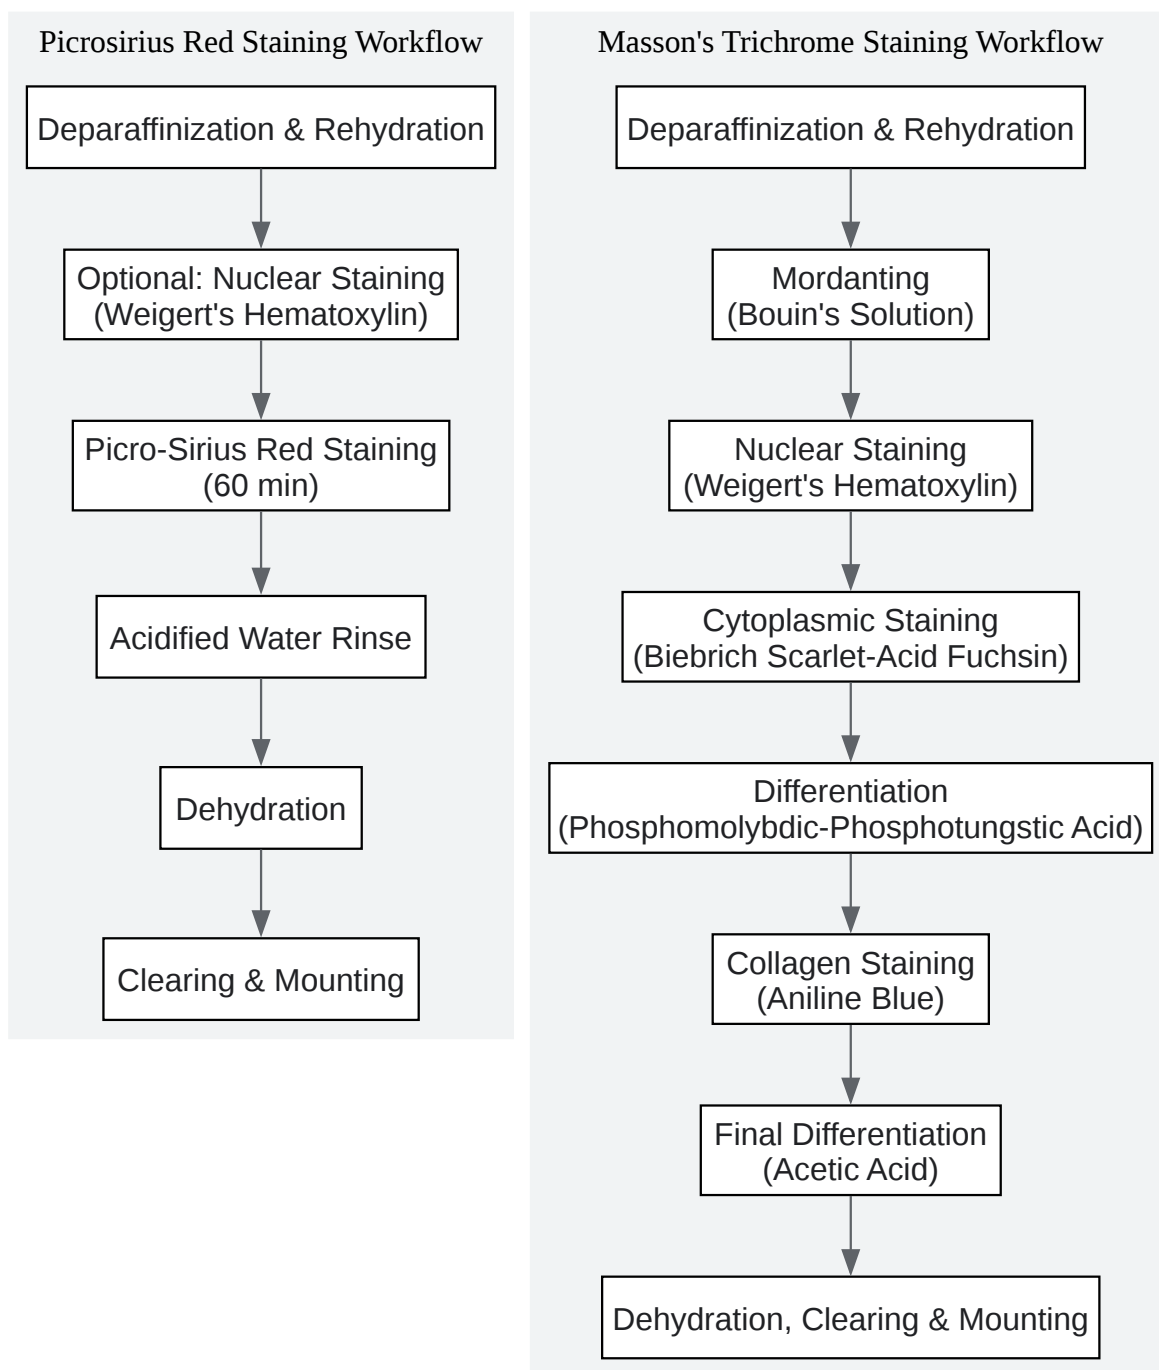 Picrosirius Red Staining Workflow
Deparaffinization & Rehydration
Optional: Nuclear Staining
(Weigert's Hematoxylin)
Picro-Sirius Red Staining
(60 min)
Acidified Water Rinse
Dehydration
Clearing & Mounting
Masson's Trichrome Staining Workflow
Deparaffinization & Rehydration
Mordanting
(Bouin's Solution)
Nuclear Staining
(Weigert's Hematoxylin)
Cytoplasmic Staining
(Biebrich Scarlet-Acid Fuchsin)
Differentiation
(Phosphomolybdic-Phosphotungstic Acid)
Collagen Staining
(Aniline Blue)
Final Differentiation
(Acetic Acid)
Dehydration, Clearing & Mounting